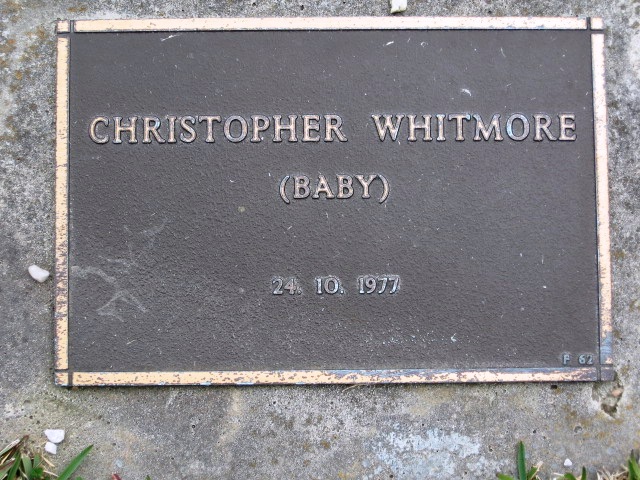 CHRISTOPHER WHITMORE
(BABY)
24. 10. 1977
F 62